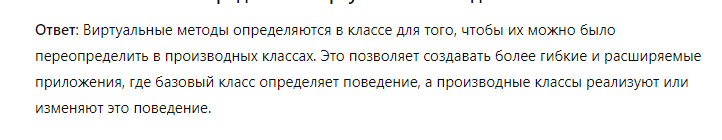 Ответ: Виртуальные методы определяются в классе для того, чтобы их можно было
переопределить в производных классах. Это позволяет создавать более гибкие и расширяемые
приложения, где базовый класс определяет поведение, а производные классы реализуют или
изменяют это поведение.